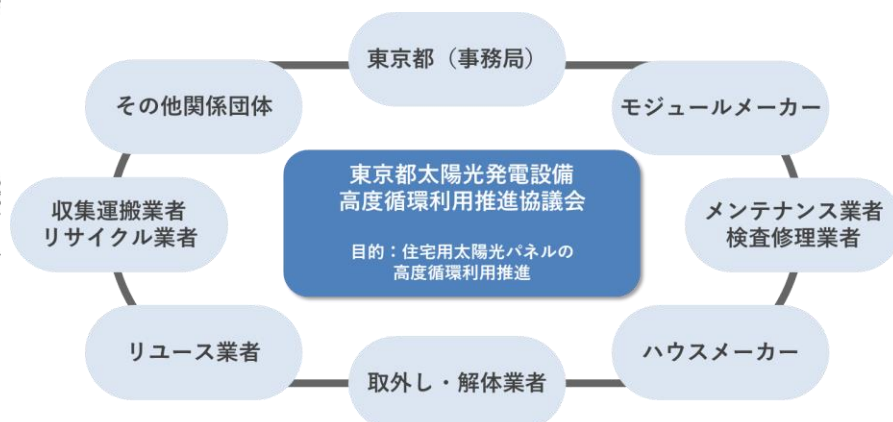 東京都（事務局）
その他関係団体
モジュールメーカー
東京都太陽光発電設備
高度循環利用推進協議会
目的：住宅用太陽光パネルの
高度循環利用推進
収集運搬業者
リサイクル業者
メンテナンス業者
検査修理業者
リユース業者
ハウスメーカー
取外し・解体業者